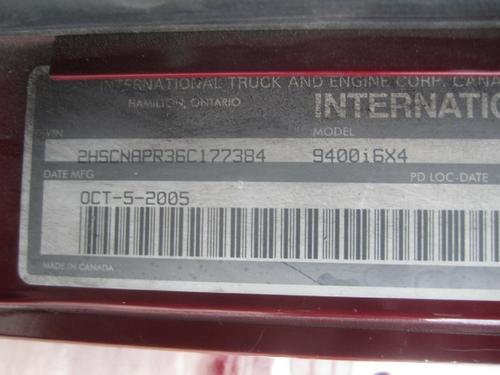 INTERNATIONAL TRUCK AND ENGINE CORP. CANA
HAMILTON, ONTARIO
INTERNATIO
VIN
MODEL
2HSCNAPR36C177384
9400i6X4
DATE MFG
PD LOC-DATE
OCT-5-2005
MADE IN CANADA